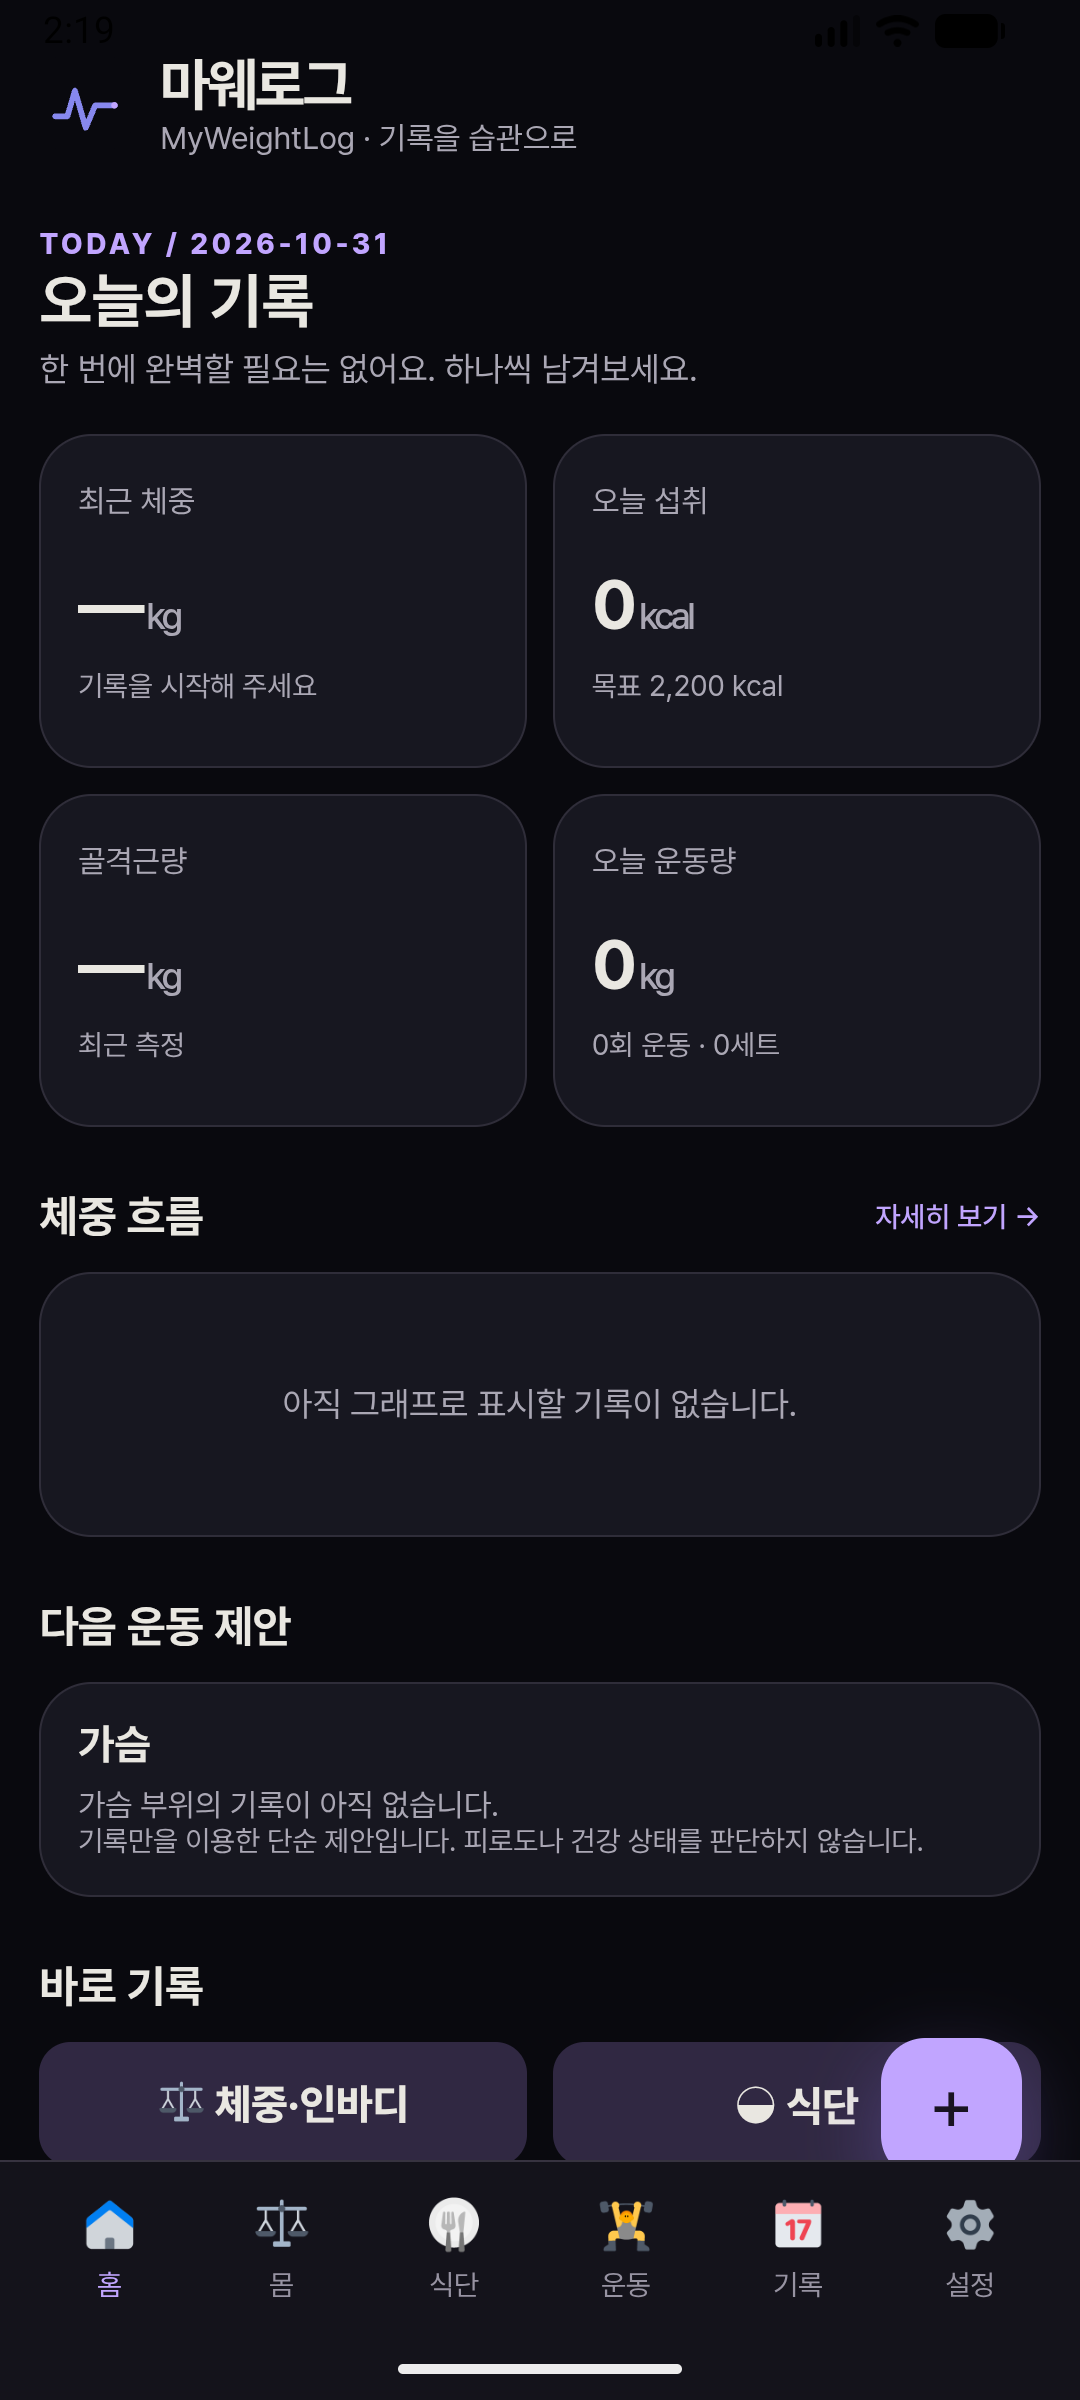 2:19
마웨로그
MyWeightLog · 기록을 습관으로
TODAY / 2026-10-31
오늘의 기록
한 번에 완벽할 필요는 없어요. 하나씩 남겨보세요.
최근 체중
—kg
기록을 시작해 주세요
오늘 섭취
0kcal
목표 2,200 kcal
골격근량
—kg
최근 측정
오늘 운동량
0kg
0회 운동 · 0세트
체중 흐름
자세히 보기 →
아직 그래프로 표시할 기록이 없습니다.
다음 운동 제안
가슴
가슴 부위의 기록이 아직 없습니다.
기록만을 이용한 단순 제안입니다. 피로도나 건강 상태를 판단하지 않습니다.
바로 기록
⚖️ 체중·인바디
◒ 식단
+
홈
몸
식단
운동
17
기록
설정